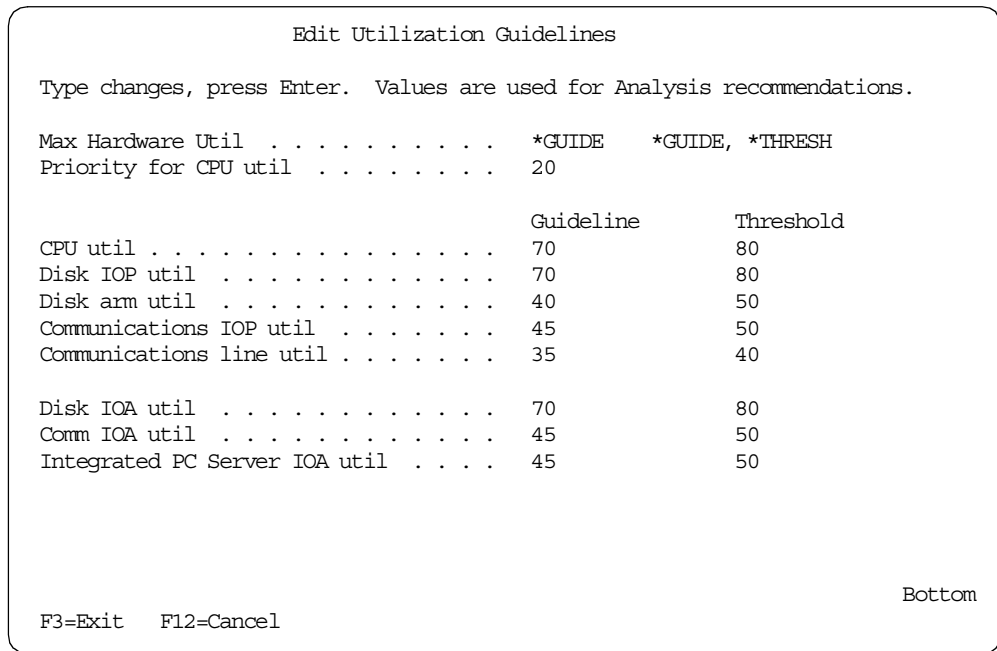 Edit Utilization Guidelines
Type changes, press Enter.  Values are used for Analysis recommendations.
Max Hardware Util  . . . . . . . . . .   *GUIDE    *GUIDE, *THRESH
Priority for CPU util  . . . . . . . .   20
Guideline        Threshold
CPU util . . . . . . . . . . . . . . .   70               80
Disk IOP util  . . . . . . . . . . . .   70               80
Disk arm util  . . . . . . . . . . . .   40               50
Communications IOP util  . . . . . . .   45               50
Communications line util . . . . . . .   35               40
Disk IOA util  . . . . . . . . . . . .   70               80
Comm IOA util  . . . . . . . . . . . .   45               50
Integrated PC Server IOA util  . . . .   45               50
Bottom
F3=Exit   F12=Cancel